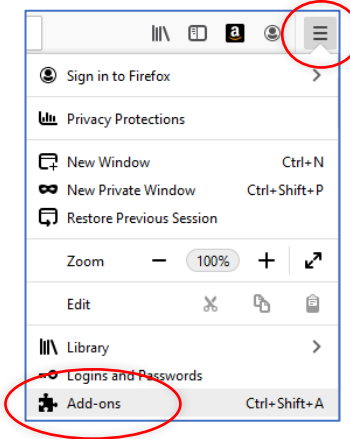 a
Sign in to Firefox
Privacy Protections
New Window Ctrl+N
New Private Window Ctrl+Shift+P
Restore Previous Session
Zoom 100%
Edit
Library
Logins and Passwords
Add-ons Ctrl+Shift+A